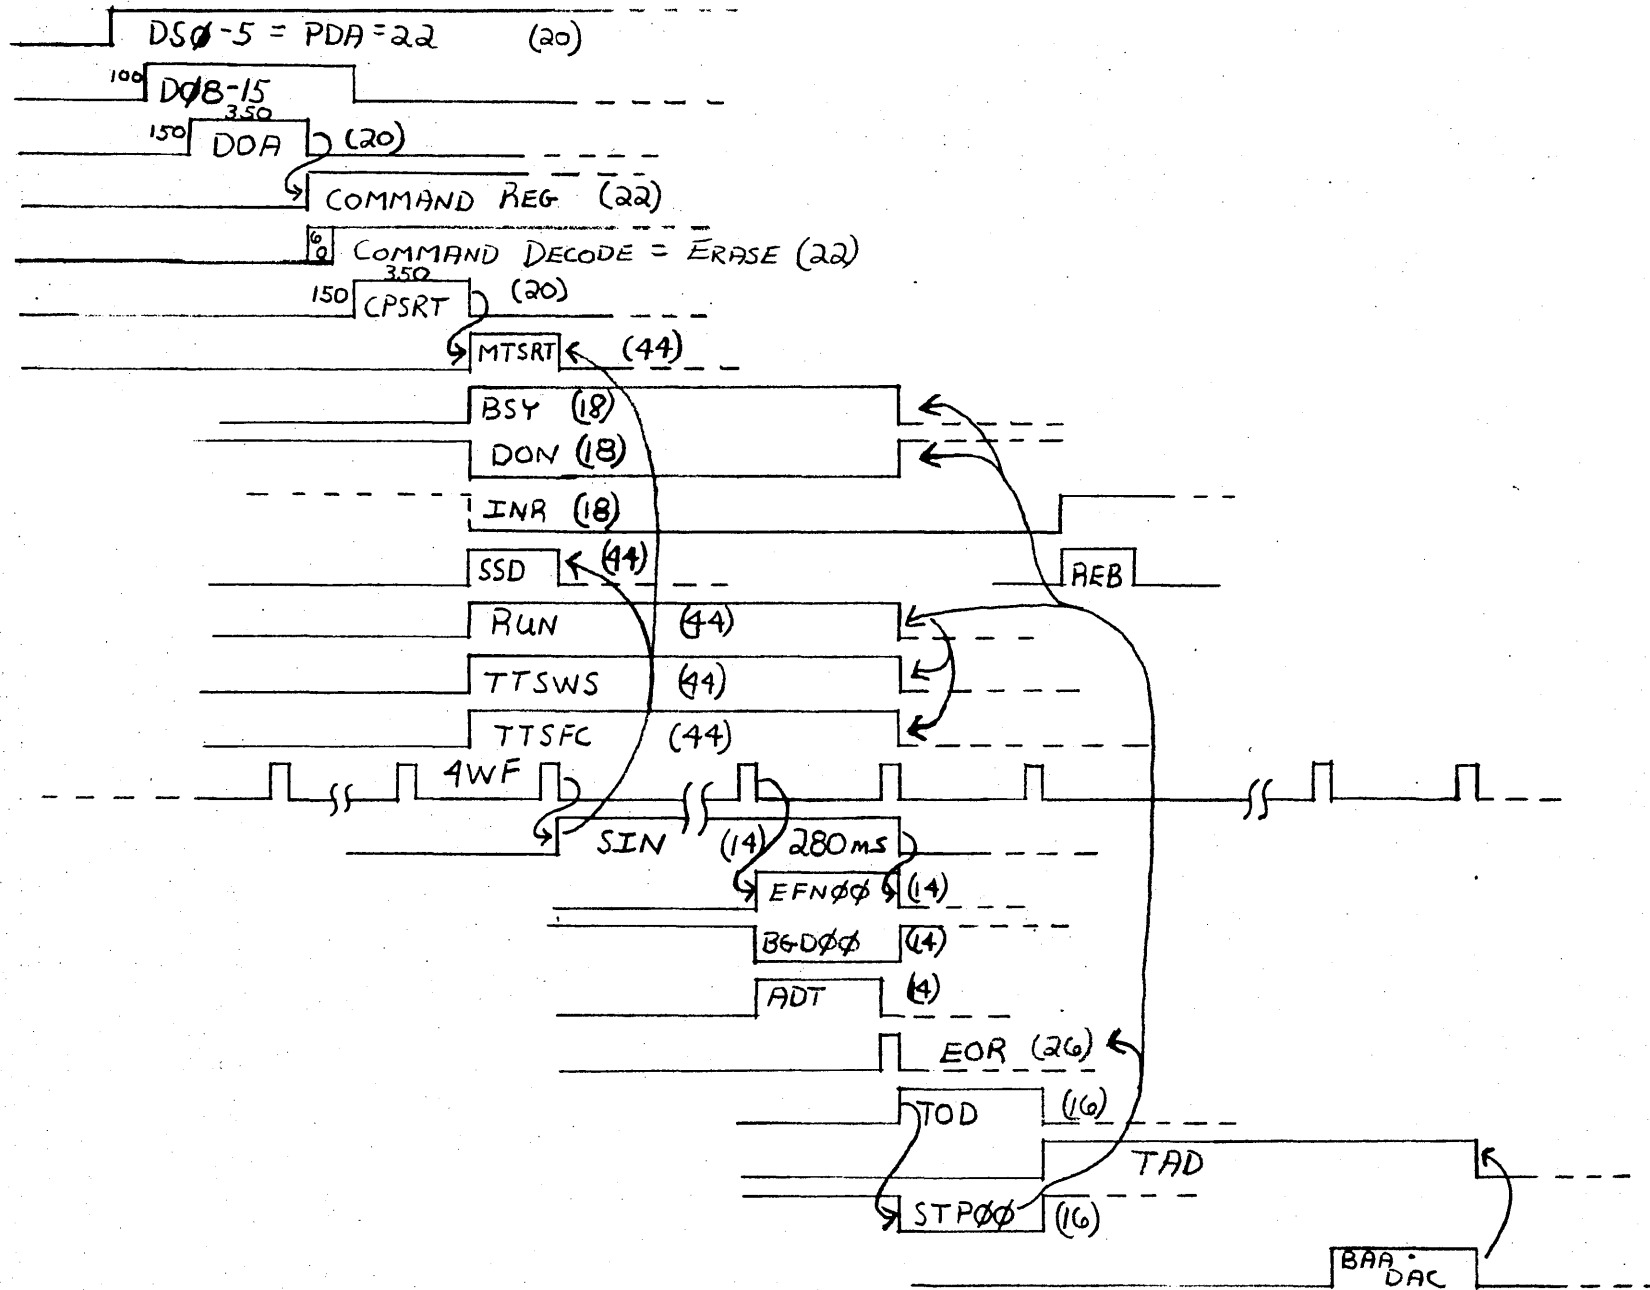 DSØ-5 = PDA=22 (20)
100 DØ8-15
150 350 DOA (20)
COMMAND REG (22)
60 COMMAND DECODE = ERASE (22)
150 350 CPSRT (20)
MTSRT (44)
BSY (18)
DON (18)
INR (18)
SSD (44) REB
RUN (44)
TTSWS (44)
TTSFC (44)
4WF
SIN (14) 280ms
EFNØØ (14)
BGDØØ (14)
ADT (4)
EOR (26)
TOD (16)
TAD
STPØØ (16)
BAA·DAC